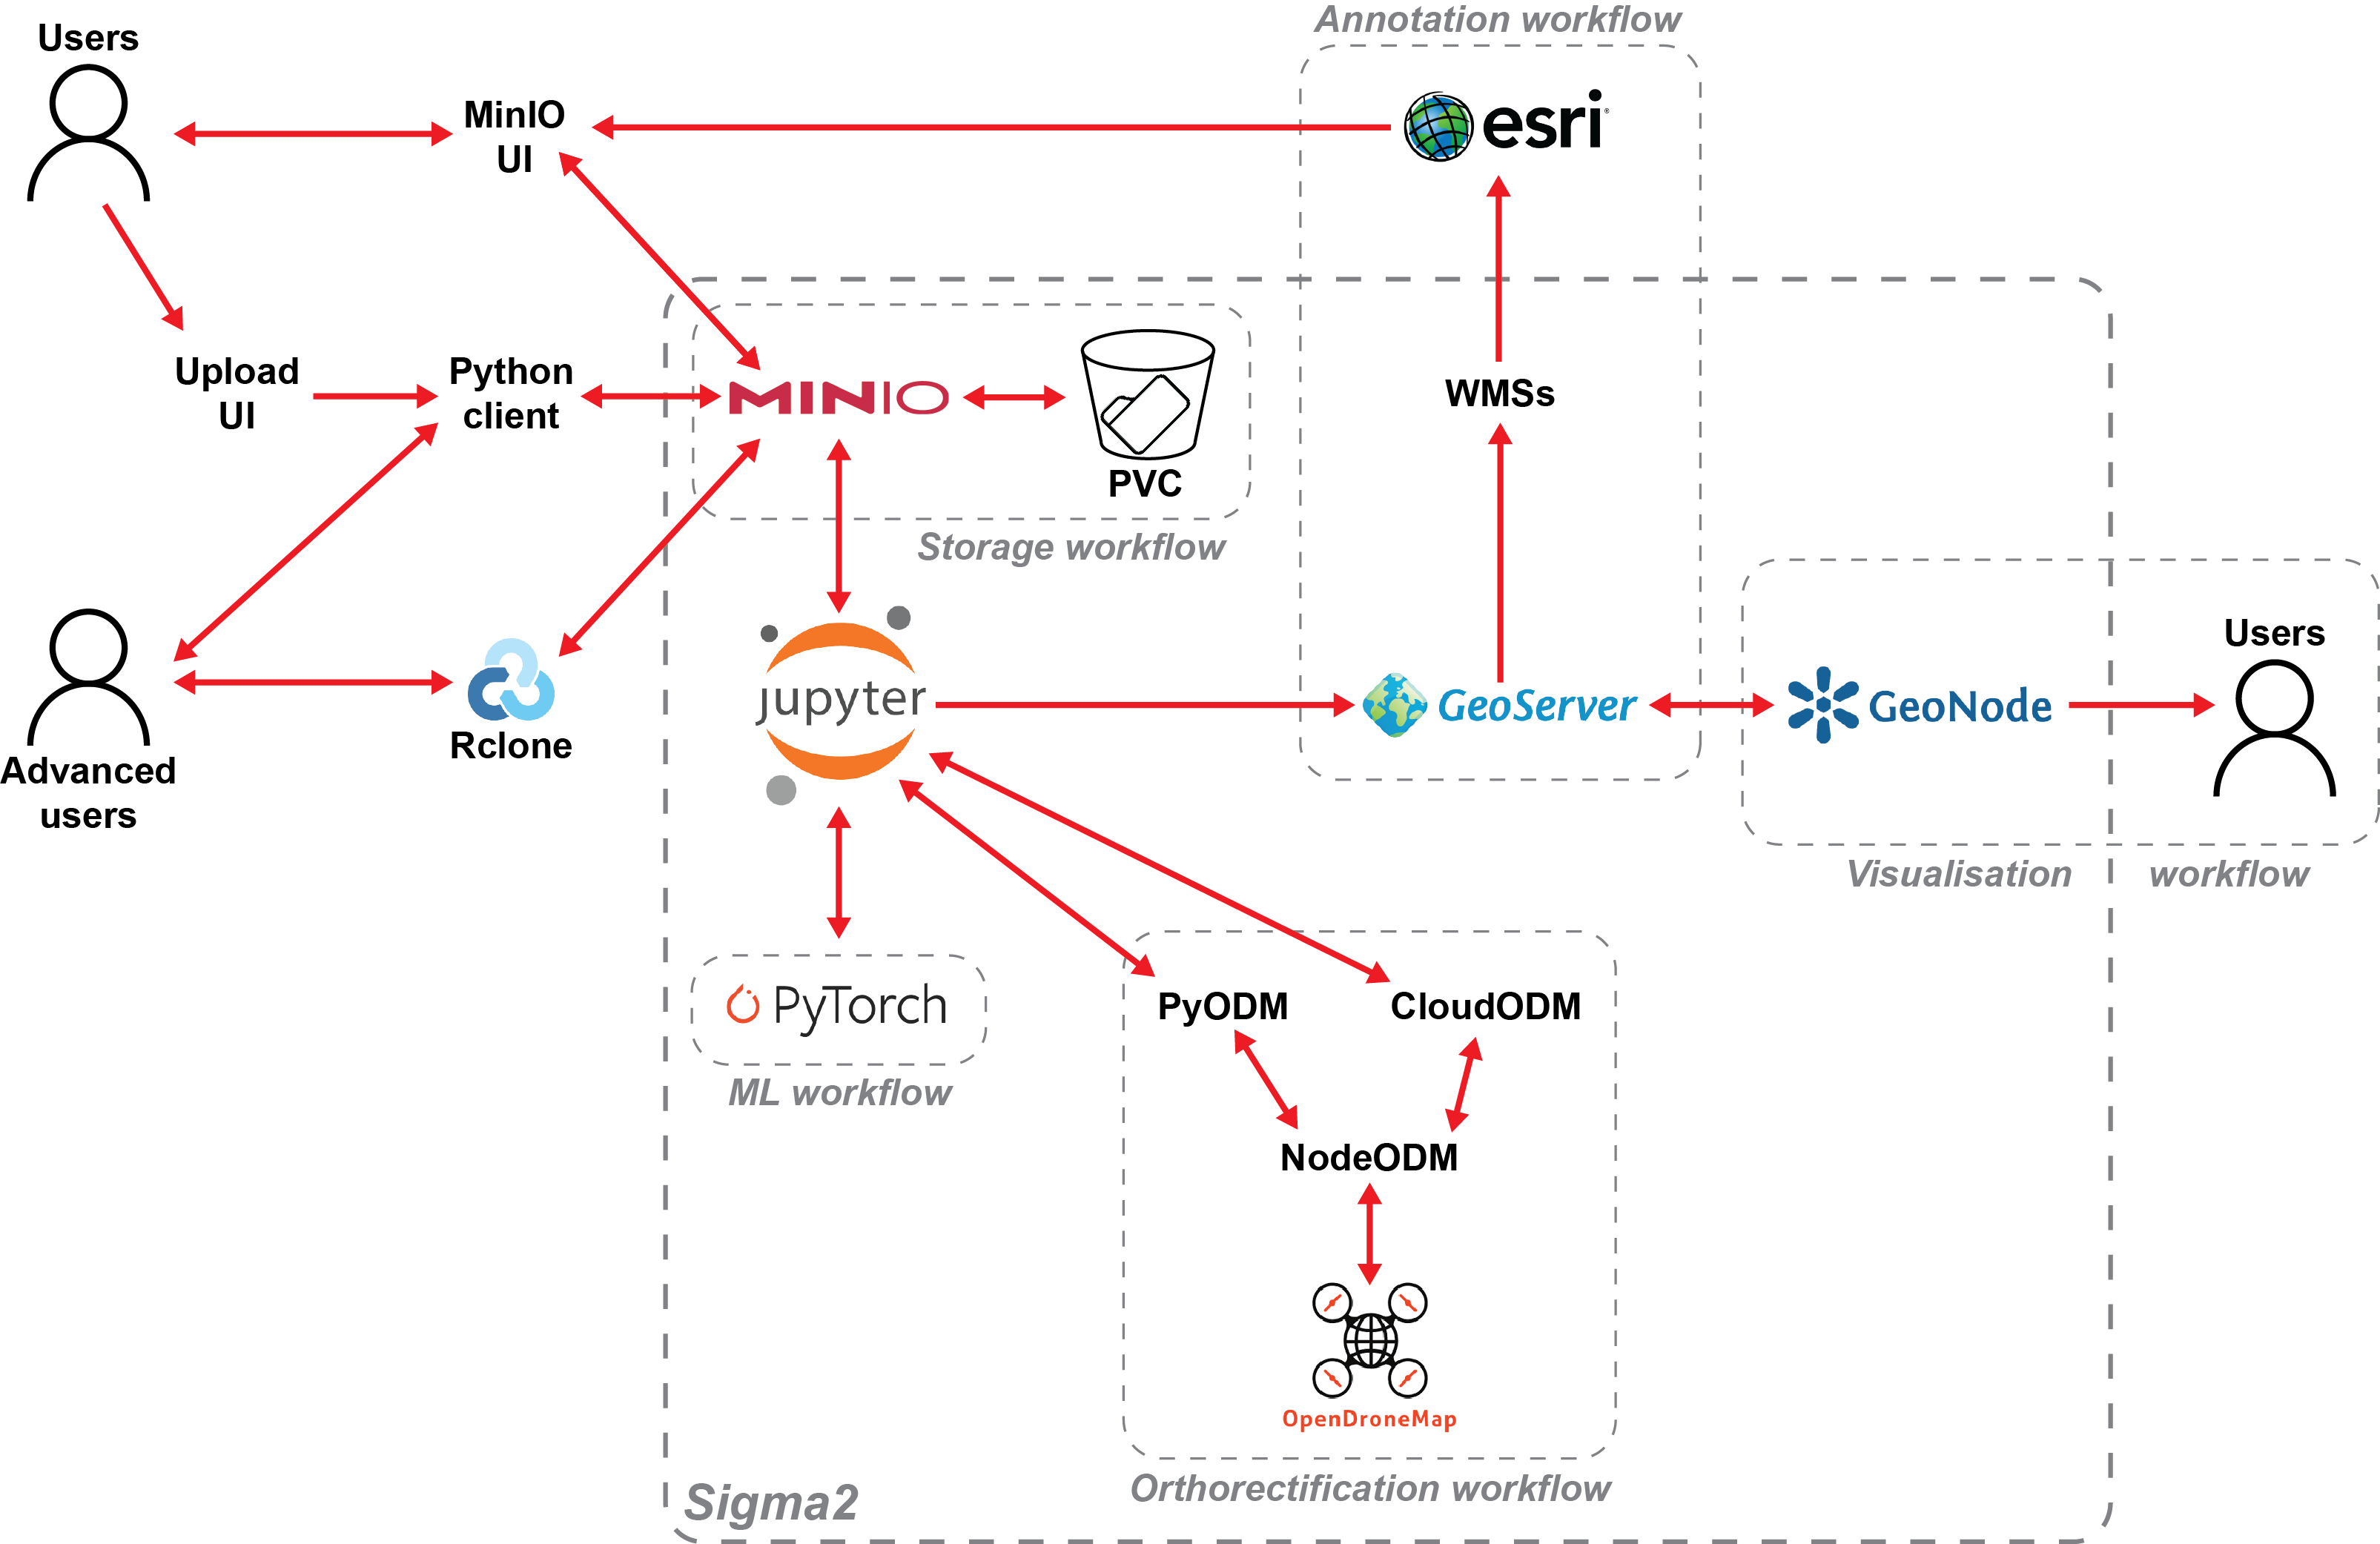 Annotation workflow
Users
MinIO
UI
esri
Upload
UI
Python
client
MINIO
PVC
WMSs
Storage workflow
Users
jupyter
GeoServer
GeoNode
Rclone
Advanced
users
Visualisation workflow
PyTorch
PyODM
CloudODM
ML workflow
NodeODM
OpenDroneMap
Orthorectification workflow
Sigma2